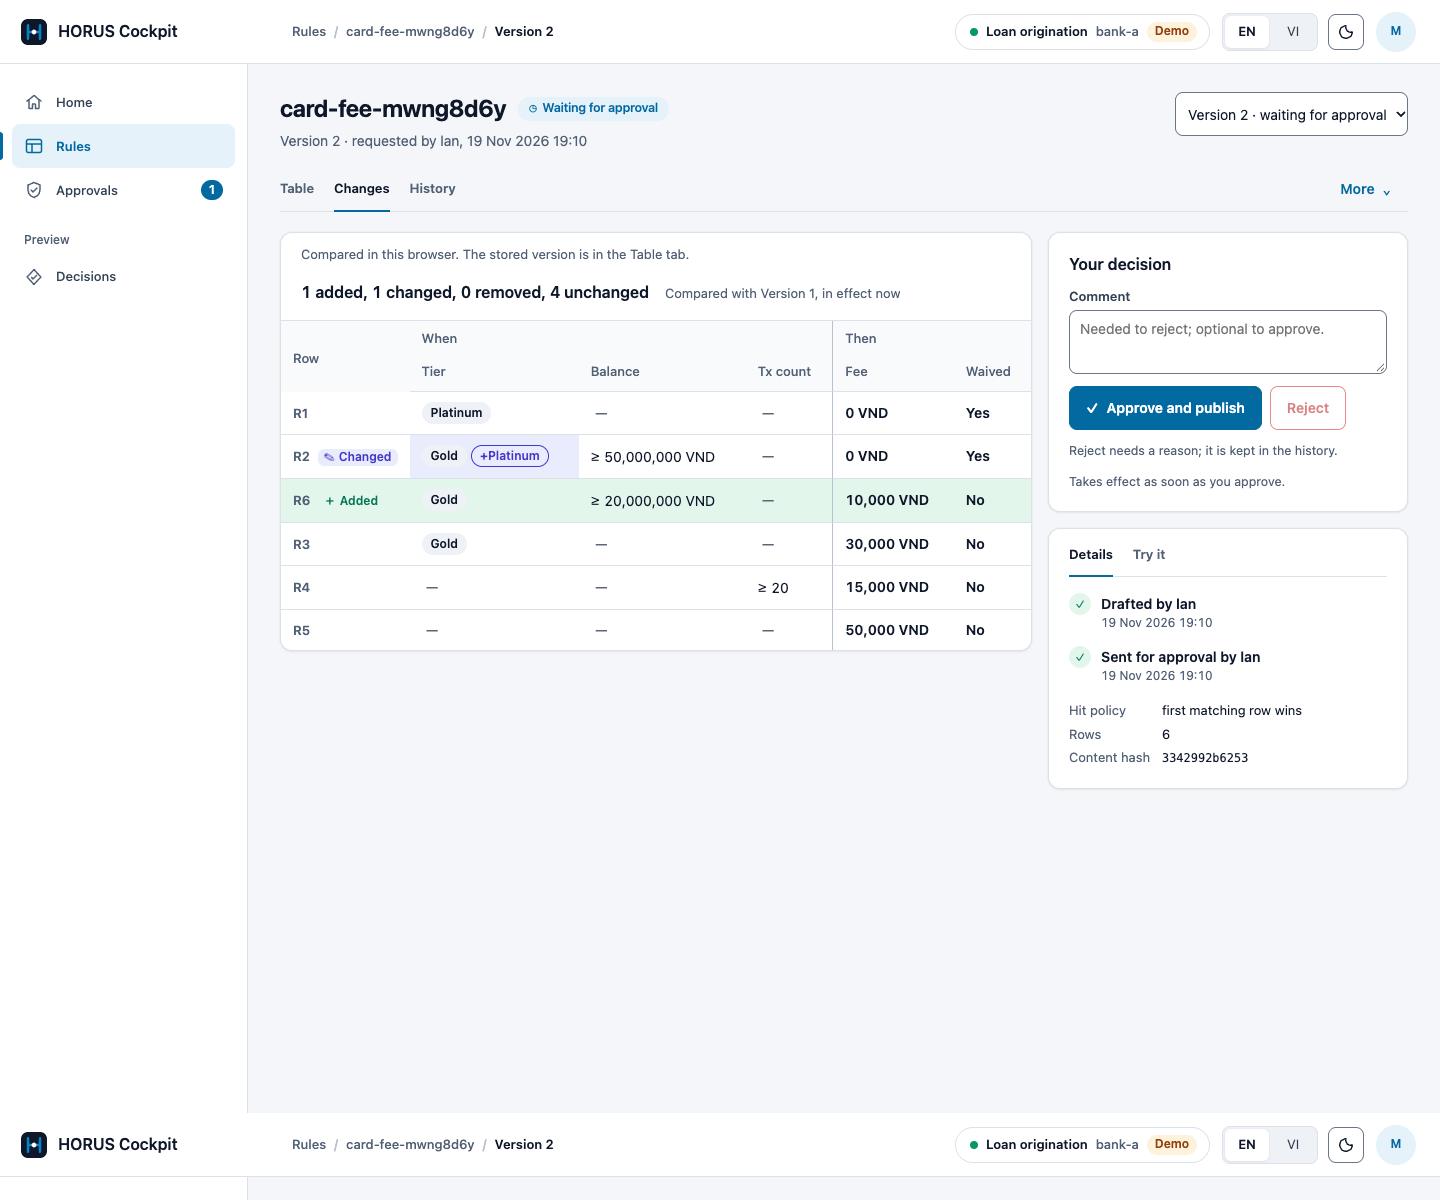 HORUS Cockpit
Rules / card-fee-mwng8d6y / Version 2
Loan origination bank-a Demo
EN VI
M
Home
Rules
Approvals 1
Preview
Decisions
card-fee-mwng8d6y Waiting for approval
Version 2 · requested by lan, 19 Nov 2026 19:10
Version 2 · waiting for approval
Table Changes History
More
Compared in this browser. The stored version is in the Table tab.
1 added, 1 changed, 0 removed, 4 unchanged Compared with Version 1, in effect now
Row When Then
Tier Balance Tx count Fee Waived
R1 Platinum — — 0 VND Yes
R2 Changed Gold +Platinum ≥ 50,000,000 VND — 0 VND Yes
R6 + Added Gold ≥ 20,000,000 VND — 10,000 VND No
R3 Gold — — 30,000 VND No
R4 — — ≥ 20 15,000 VND No
R5 — — — 50,000 VND No
Your decision
Comment
Needed to reject; optional to approve.
✓ Approve and publish Reject
Reject needs a reason; it is kept in the history.
Takes effect as soon as you approve.
Details Try it
Drafted by lan
19 Nov 2026 19:10
Sent for approval by lan
19 Nov 2026 19:10
Hit policy first matching row wins
Rows 6
Content hash 3342992b6253
HORUS Cockpit
Rules / card-fee-mwng8d6y / Version 2
Loan origination bank-a Demo
EN VI
M